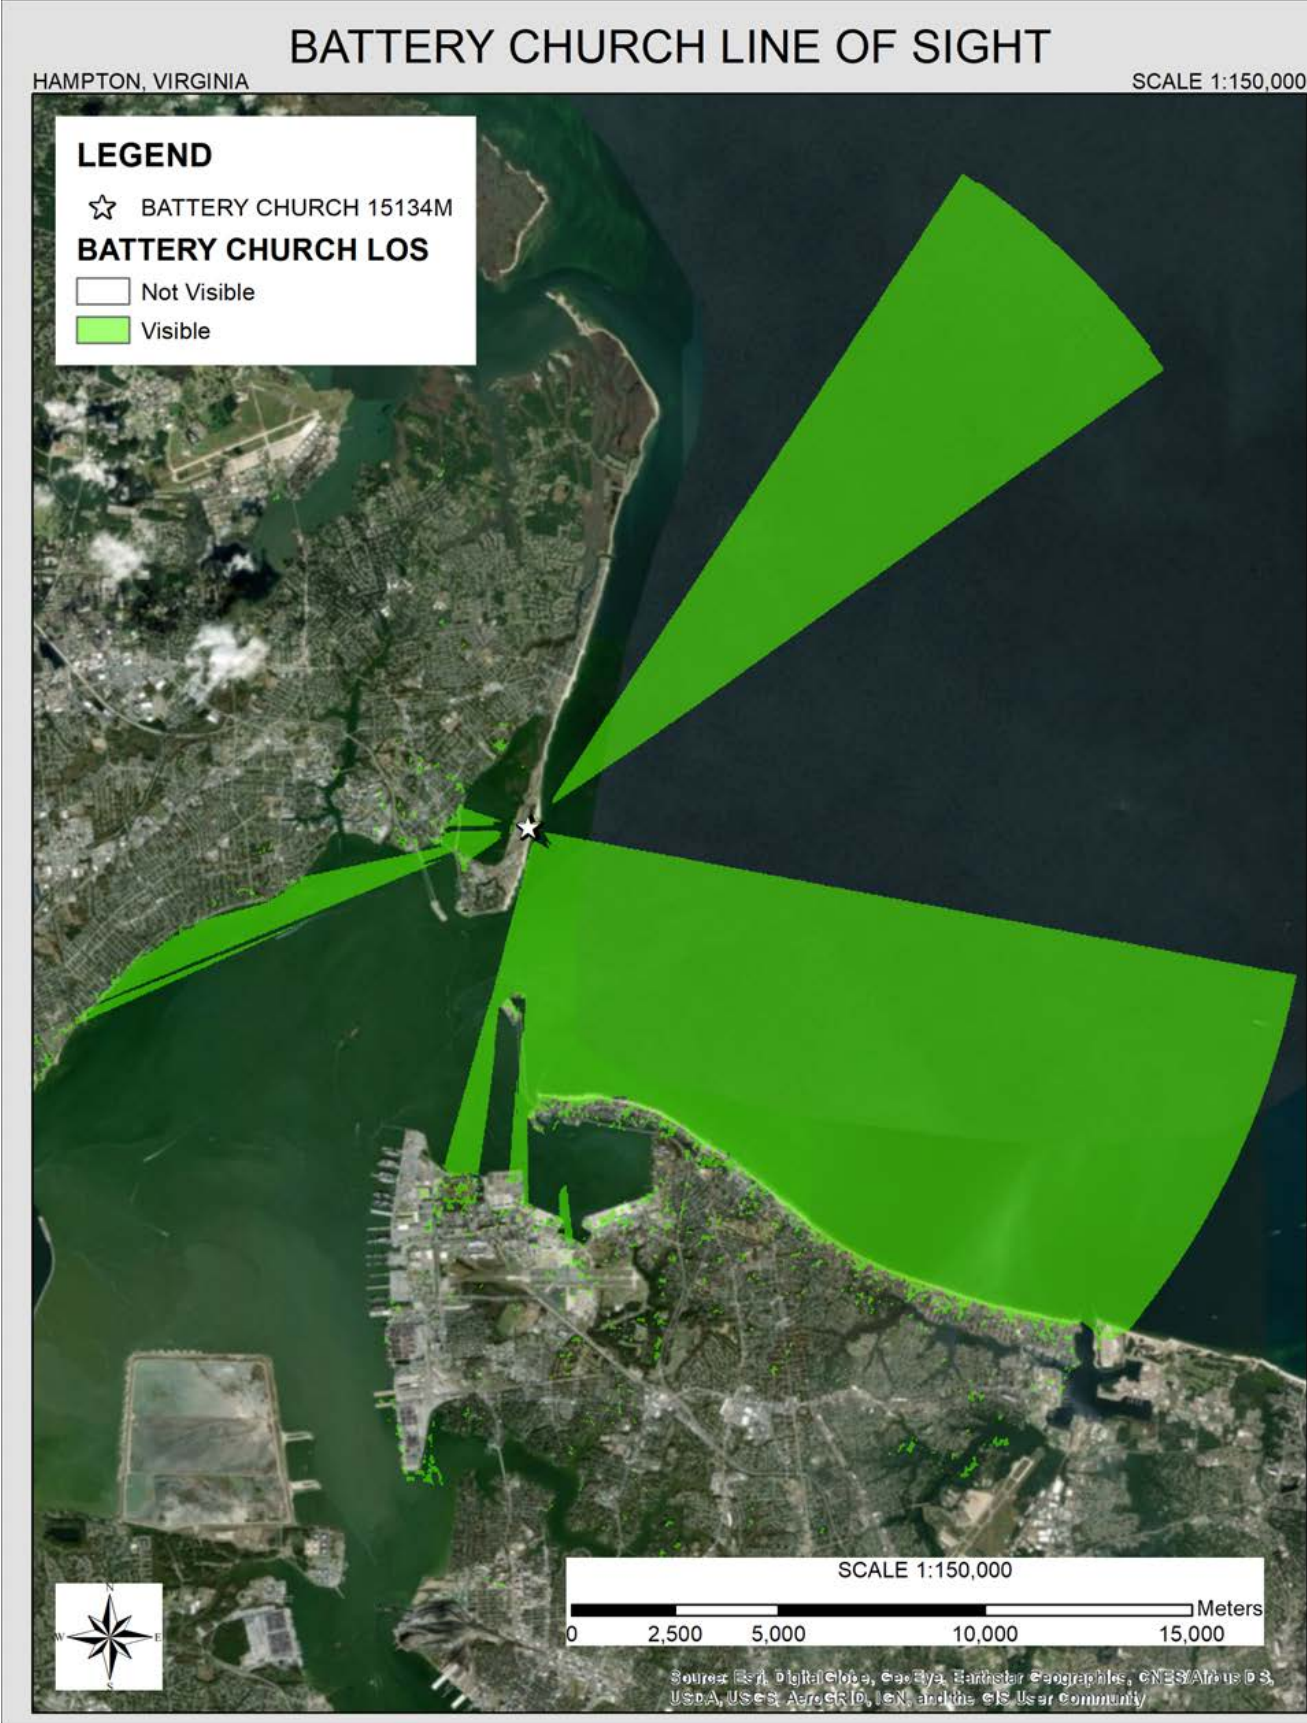 BATTERY CHURCH LINE OF SIGHT
HAMPTON, VIRGINIA
SCALE 1:150,000
LEGEND
BATTERY CHURCH 15134M
BATTERY CHURCH LOS
Not Visible
Visible
SCALE 1:150,000
Meters
0 2,500 5,000 10,000 15,000
N
W E
S
Source: Esri, DigitalGlobe, GeoEye, Earthstar Geographics, CNES/Airbus DS,
USDA, USGS, AeroGRID, IGN, and the GIS User Community